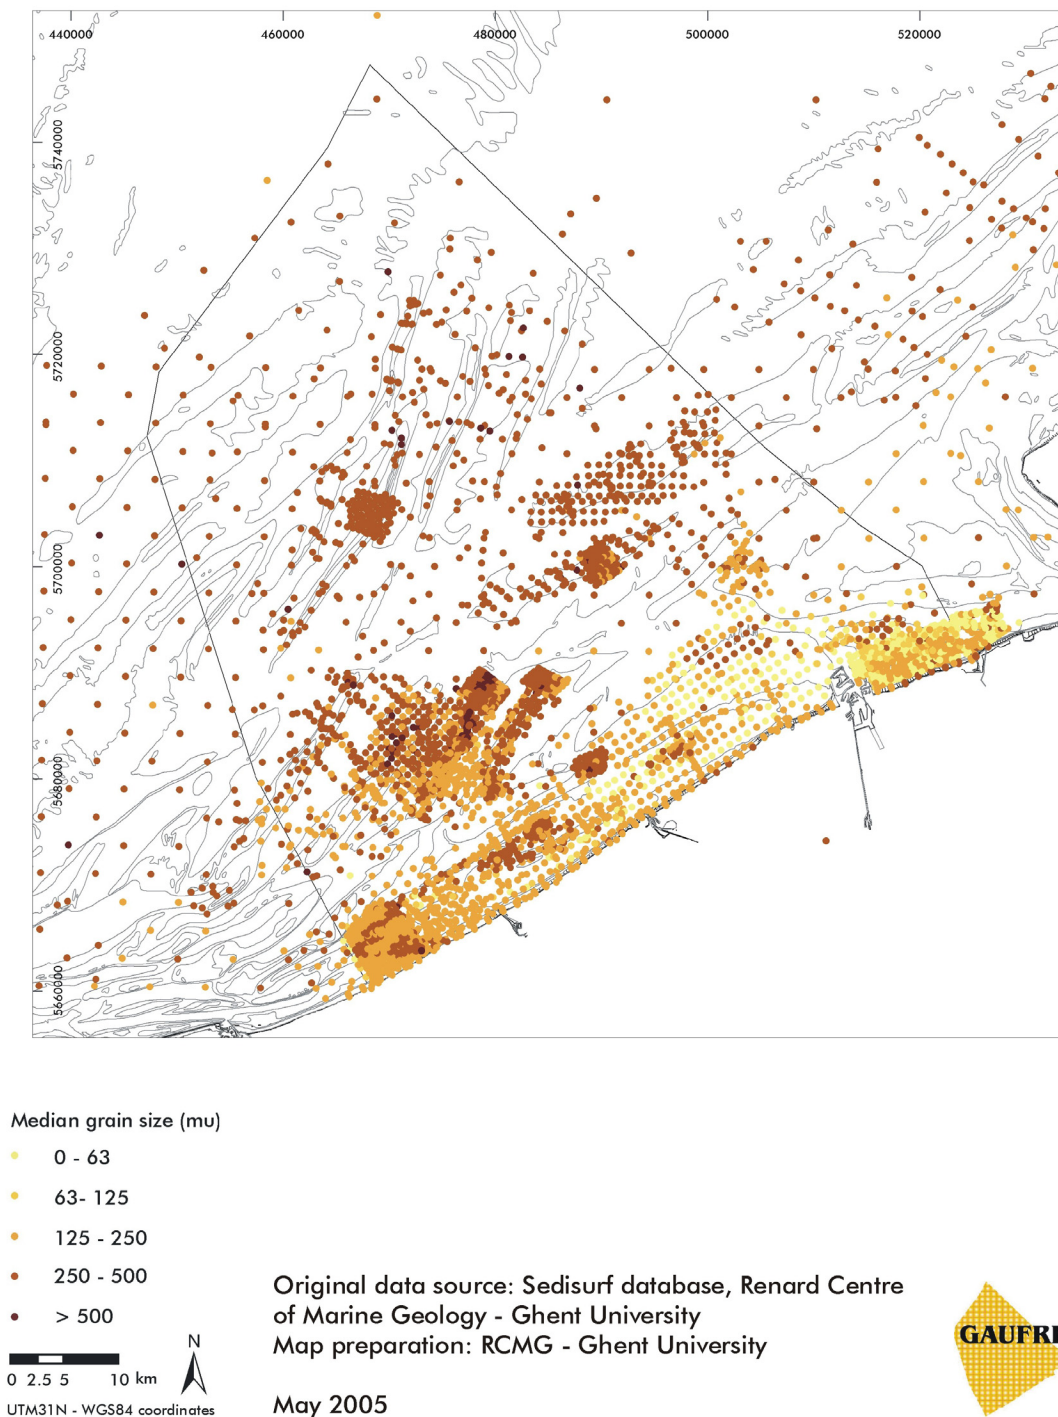 440000 460000 480000 500000 520000
5740000
5720000
5700000
5680000
5660000
Median grain size (mu)
0 - 63
63- 125
125 - 250
250 - 500
> 500
N
0 2.5 5 10 km
UTM31N - WGS84 coordinates
Original data source: Sedisurf database, Renard Centre
of Marine Geology - Ghent University
Map preparation: RCMG - Ghent University
May 2005
GAUFRE